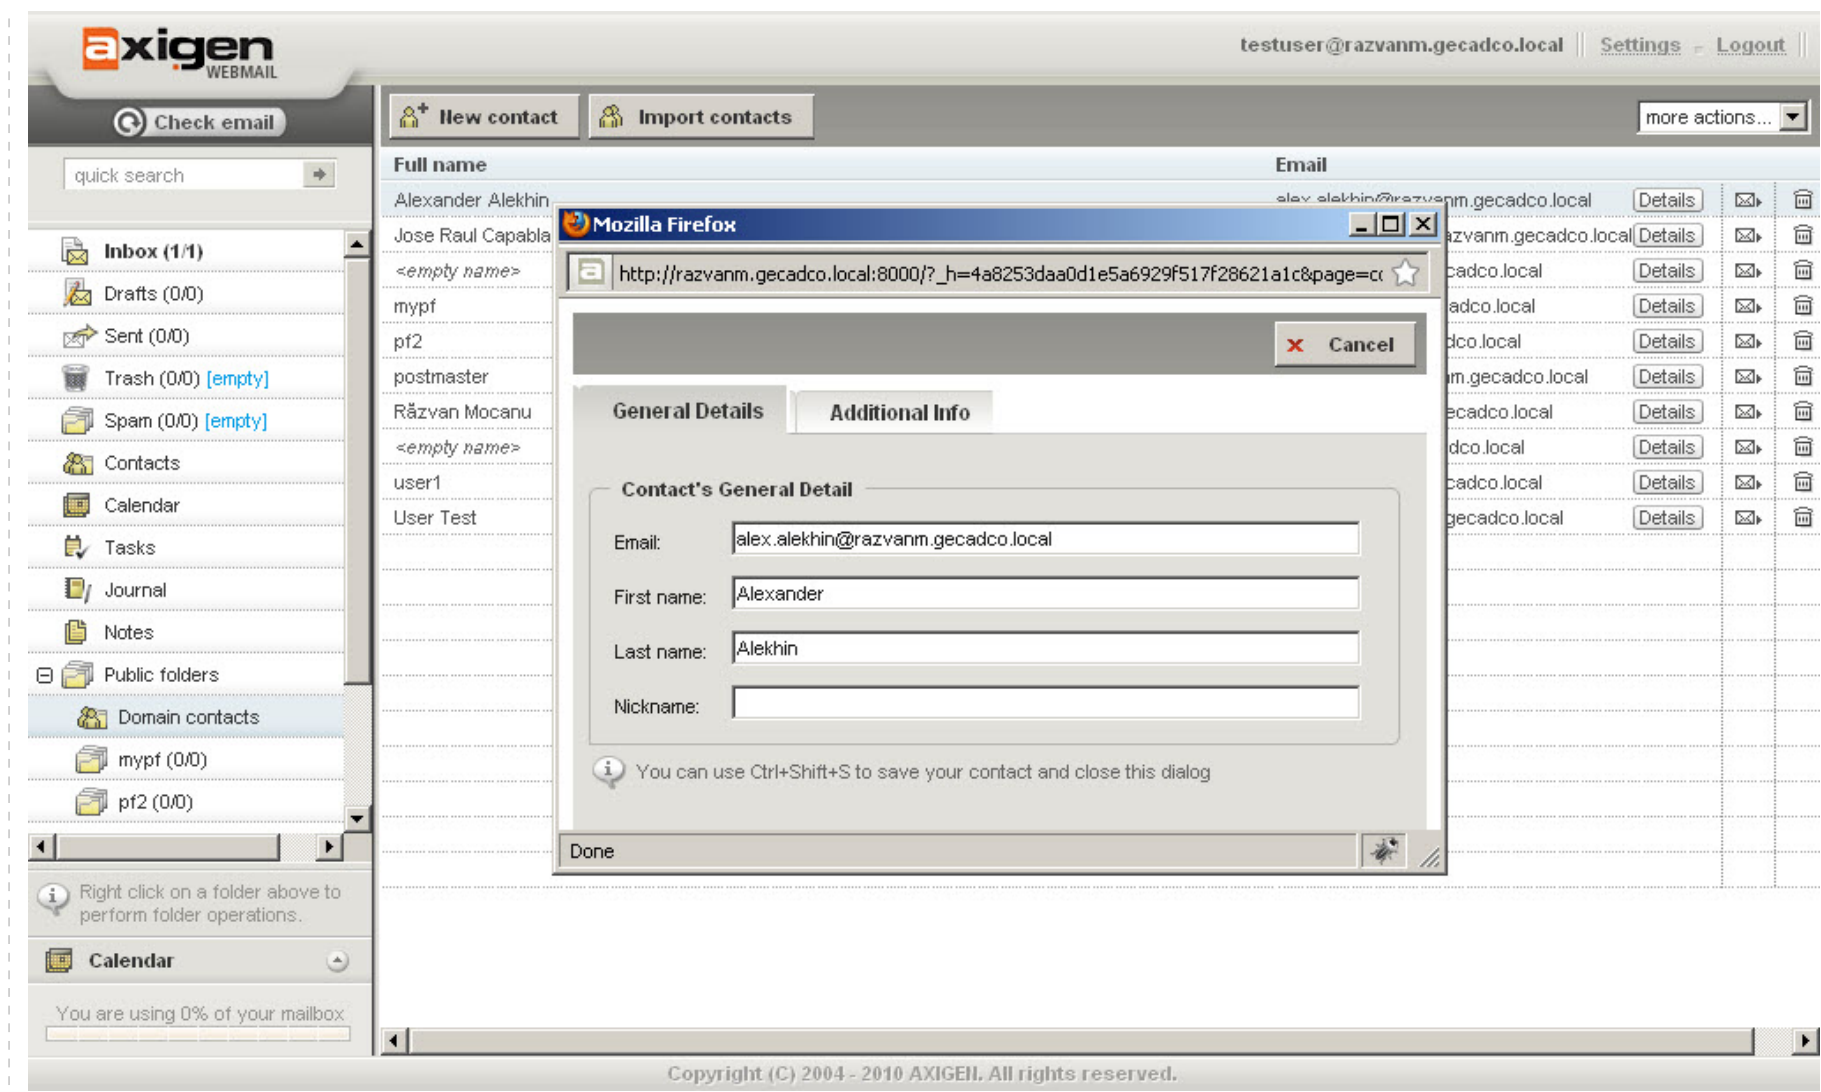 axigen
WEBMAIL
testuser@razvanm.gecadco.local || Settings - Logout ||
Check email
New contact
Import contacts
more actions...
quick search
Full name
Email
Alexander Alekhin
alex.alekhin@razvanm.gecadco.local
Details
Jose Raul Capabla
azvanm.gecadco.local
Details
<empty name>
cadco.local
Details
mypf
adco.local
Details
pf2
dco.local
Details
postmaster
m.gecadco.local
Details
Răzvan Mocanu
ecadco.local
Details
<empty name>
dco.local
Details
user1
cadco.local
Details
User Test
gecadco.local
Details
Inbox (1/1)
Drafts (0/0)
Sent (0/0)
Trash (0/0) [empty]
Spam (0/0) [empty]
Contacts
Calendar
Tasks
Journal
Notes
Public folders
Domain contacts
mypf (0/0)
pf2 (0/0)
Right click on a folder above to
perform folder operations.
Calendar
You are using 0% of your mailbox
Mozilla Firefox
http://razvanm.gecadco.local:8000/?_h=4a8253daa0d1e5a6929f517f28621a1c&page=cc
Cancel
General Details
Additional Info
Contact's General Detail
Email:
alex.alekhin@razvanm.gecadco.local
First name:
Alexander
Last name:
Alekhin
Nickname:
You can use Ctrl+Shift+S to save your contact and close this dialog
Done
Copyright (C) 2004 - 2010 AXIGEN. All rights reserved.